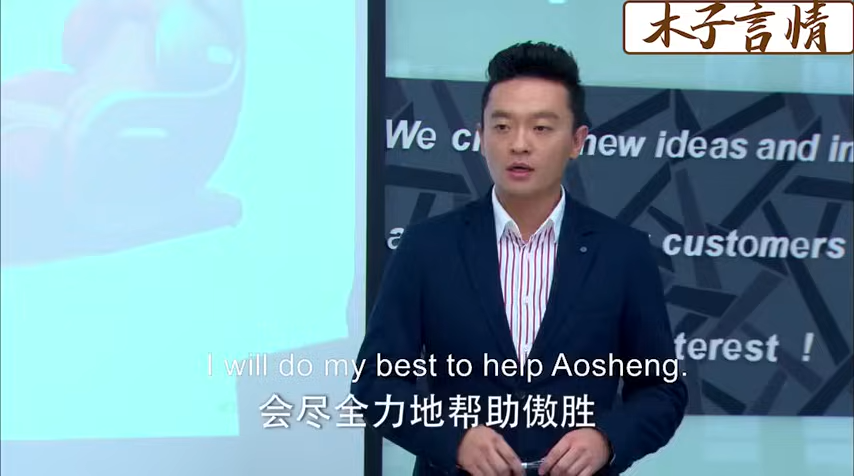 木子言情
We new ideas and in
customers
terest !
I will do my best to help Aosheng.
会尽全力地帮助傲胜